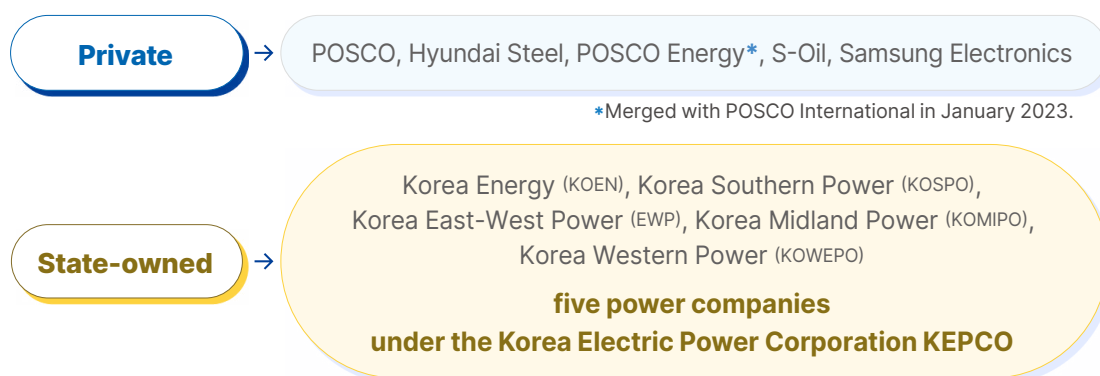 Private → POSCO, Hyundai Steel, POSCO Energy*, S-Oil, Samsung Electronics
*Merged with POSCO International in January 2023.
Korea Energy (KOEN), Korea Southern Power (KOSPO),
Korea East-West Power (EWP), Korea Midland Power (KOMIPO),
State-owned → Korea Western Power (KOWEPO)
five power companies
under the Korea Electric Power Corporation KEPCO